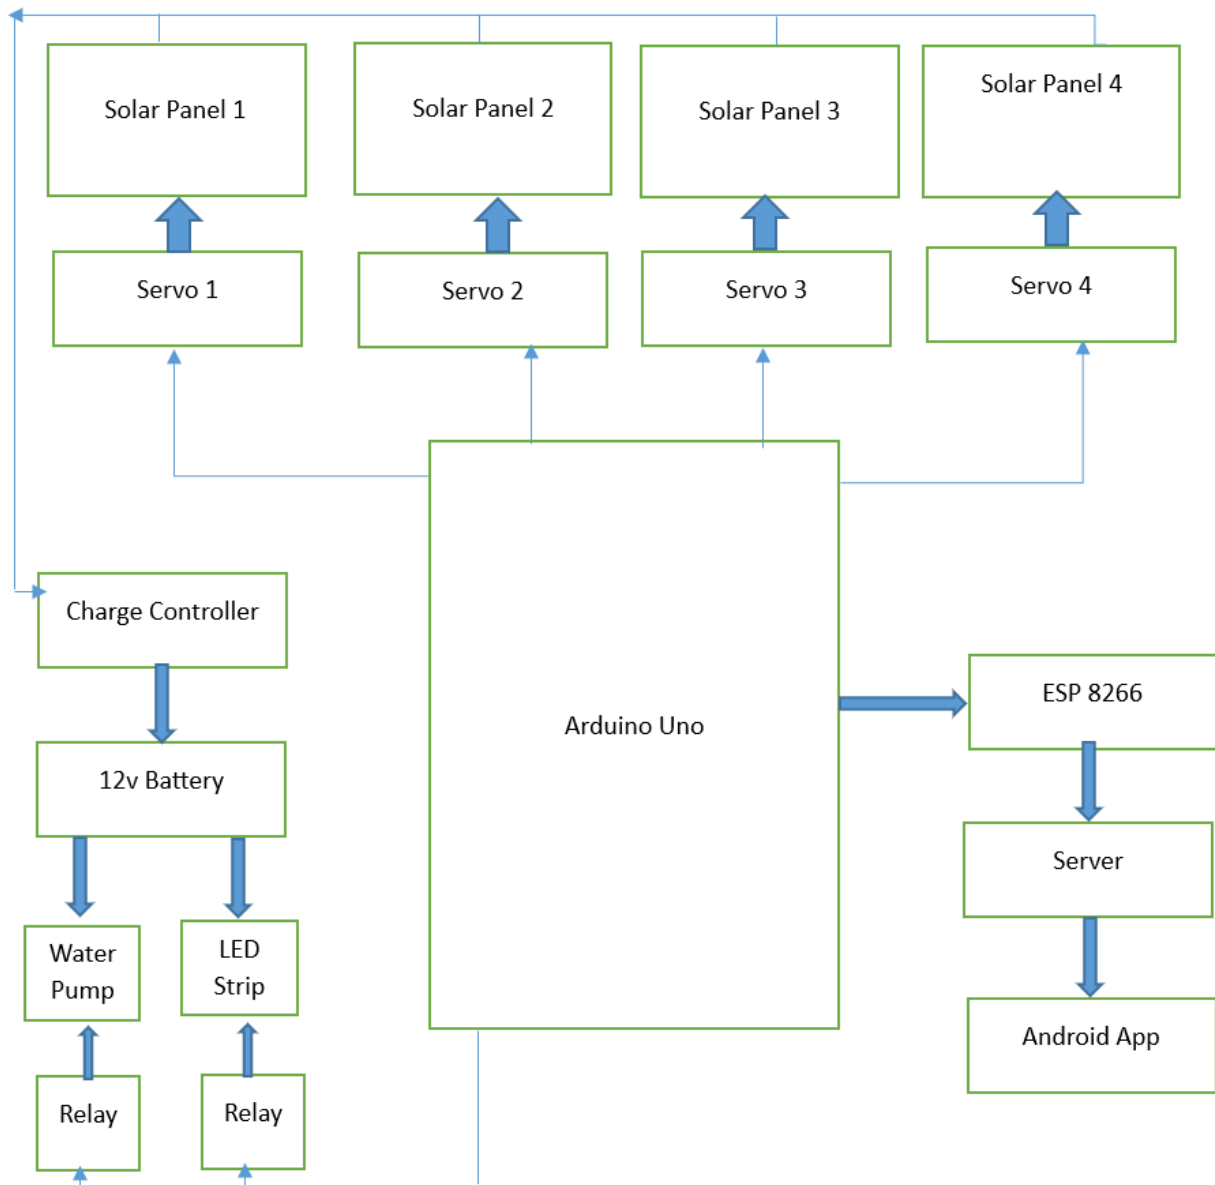 Solar Panel 1
Solar Panel 2
Solar Panel 3
Solar Panel 4
Servo 1
Servo 2
Servo 3
Servo 4
Charge Controller
12v Battery
Water
Pump
LED
Strip
Relay
Relay
Arduino Uno
ESP 8266
Server
Android App